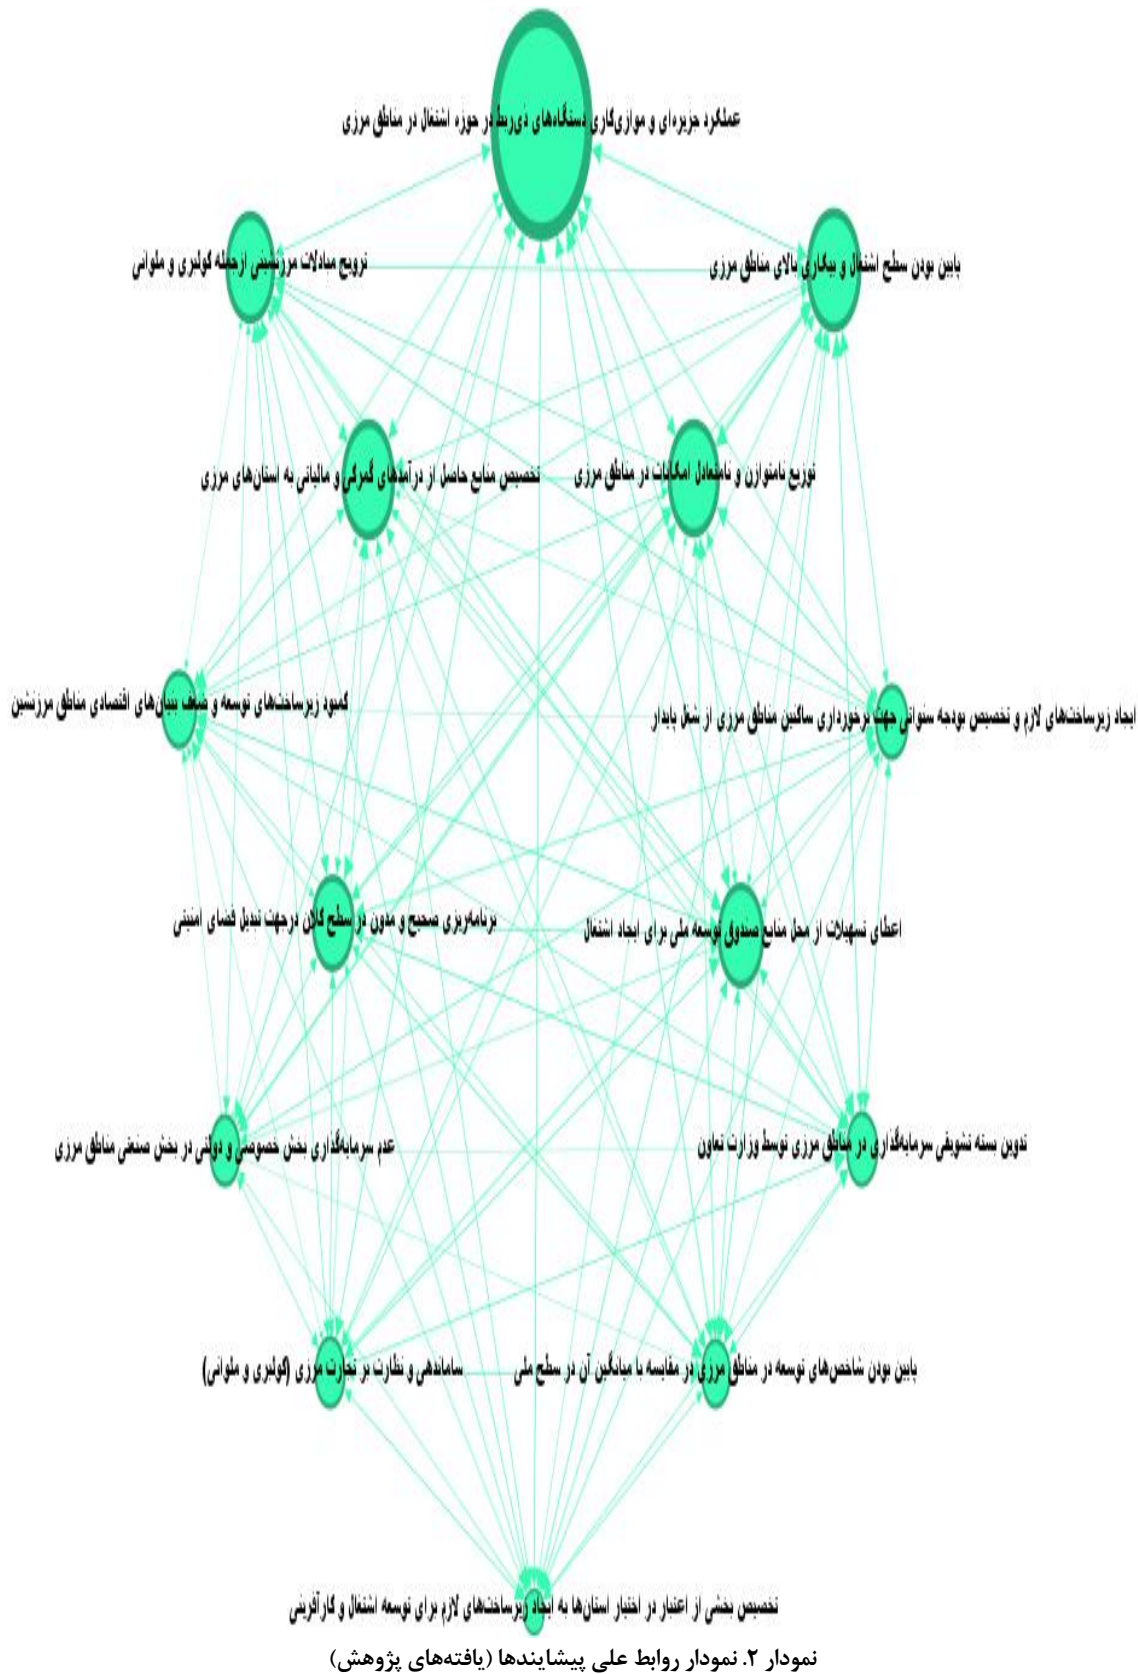 عملکرد جزیره‌ای و موازی‌کاری دستگاه‌های ذی‌ربط در حوزه اشتغال در مناطق مرزی
پایین بودن سطح اشتغال و بیکاری بالای مناطق مرزی
ترویج مبادلات مرزنشینی ازجمله کولبری و ملوانی
توزیع نامتوازن و نامتعادل امکانات در مناطق مرزی
تخصیص منابع حاصل از درآمدهای گمرکی و مالیاتی به استان‌های مرزی
ایجاد زیرساخت‌های لازم و تخصیص بودجه سنواتی جهت برخورداری ساکنین مناطق مرزی از شغل پایدار
کمبود زیرساخت‌های توسعه و ضعف بنیان‌های اقتصادی مناطق مرزنشین
اعطای تسهیلات از محل منابع صندوق توسعه ملی برای ایجاد اشتغال
برنامه‌ریزی صحیح و مدون در سطح کلان درجهت تبدیل فضای امنیتی
تدوین بسته تشویقی سرمایه‌گذاری در مناطق مرزی توسط وزارت تعاون
عدم سرمایه‌گذاری بخش خصوصی و دولتی در بخش صنعتی مناطق مرزی
پایین بودن شاخص‌های توسعه در مناطق مرزی در مقایسه با میانگین آن در سطح ملی
ساماندهی و نظارت بر تجارت مرزی (کولبری و ملوانی)
تخصیص بخشی از اعتبار در اختیار استان‌ها به ایجاد زیرساخت‌های لازم برای توسعه اشتغال و کارآفرینی
نمودار ۲. نمودار روابط علی پیشایندها (یافته‌های پژوهش)